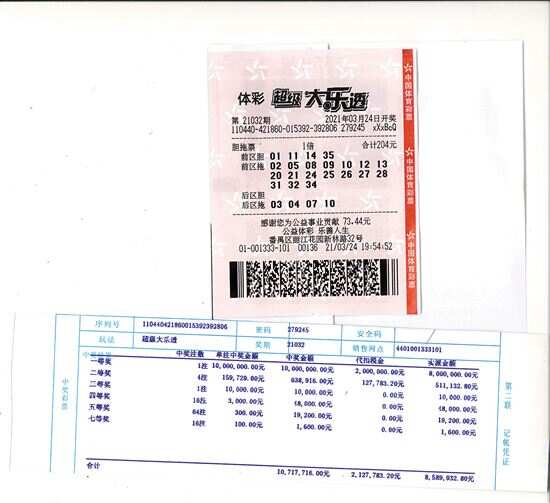 体彩 超级大乐透
第 21032期 2021年03月24日开奖
110440-421860-015392-392806 279245 xXxBoQ
胆拖票 1倍 合计204元
前区胆 01 11 14 35
前区拖 02 05 08 09 10 12 13
20 21 24 25 26 27 28
31 32 34
后区胆
后区拖 03 04 07 10
感谢您为公益事业贡献 73.44元
公益体彩 乐善人生
番禺区丽江花园新林路32号
01-001333-101 00136 21/03/24 19:54:52
中国体育彩票
中国体育彩票
中国体育彩票
序列号 110440421860015392392806 密码 279245 安全码
玩法 超级大乐透 奖期 21032 销售网点 4401001333101
中奖注数 单注中奖金额 中奖金额 代扣税金 实派金额
一等奖 1注 10,000,000.00元 10,000,000.00元 2,000,000.00元 8,000,000.00元
二等奖 4注 159,729.00元 638,916.00元 127,783.20元 511,132.80元
三等奖 1注 10,000.00元 10,000.00元 0.00元 10,000.00元
四等奖 16注 3,000.00元 48,000.00元 0.00元 48,000.00元
五等奖 64注 300.00元 19,200.00元 0.00元 19,200.00元
七等奖 16注 100.00元 1,600.00元 0.00元 1,600.00元
合计 10,717,716.00元 2,127,783.20元 8,589,932.80元
中奖彩票
第二联 记帐凭证